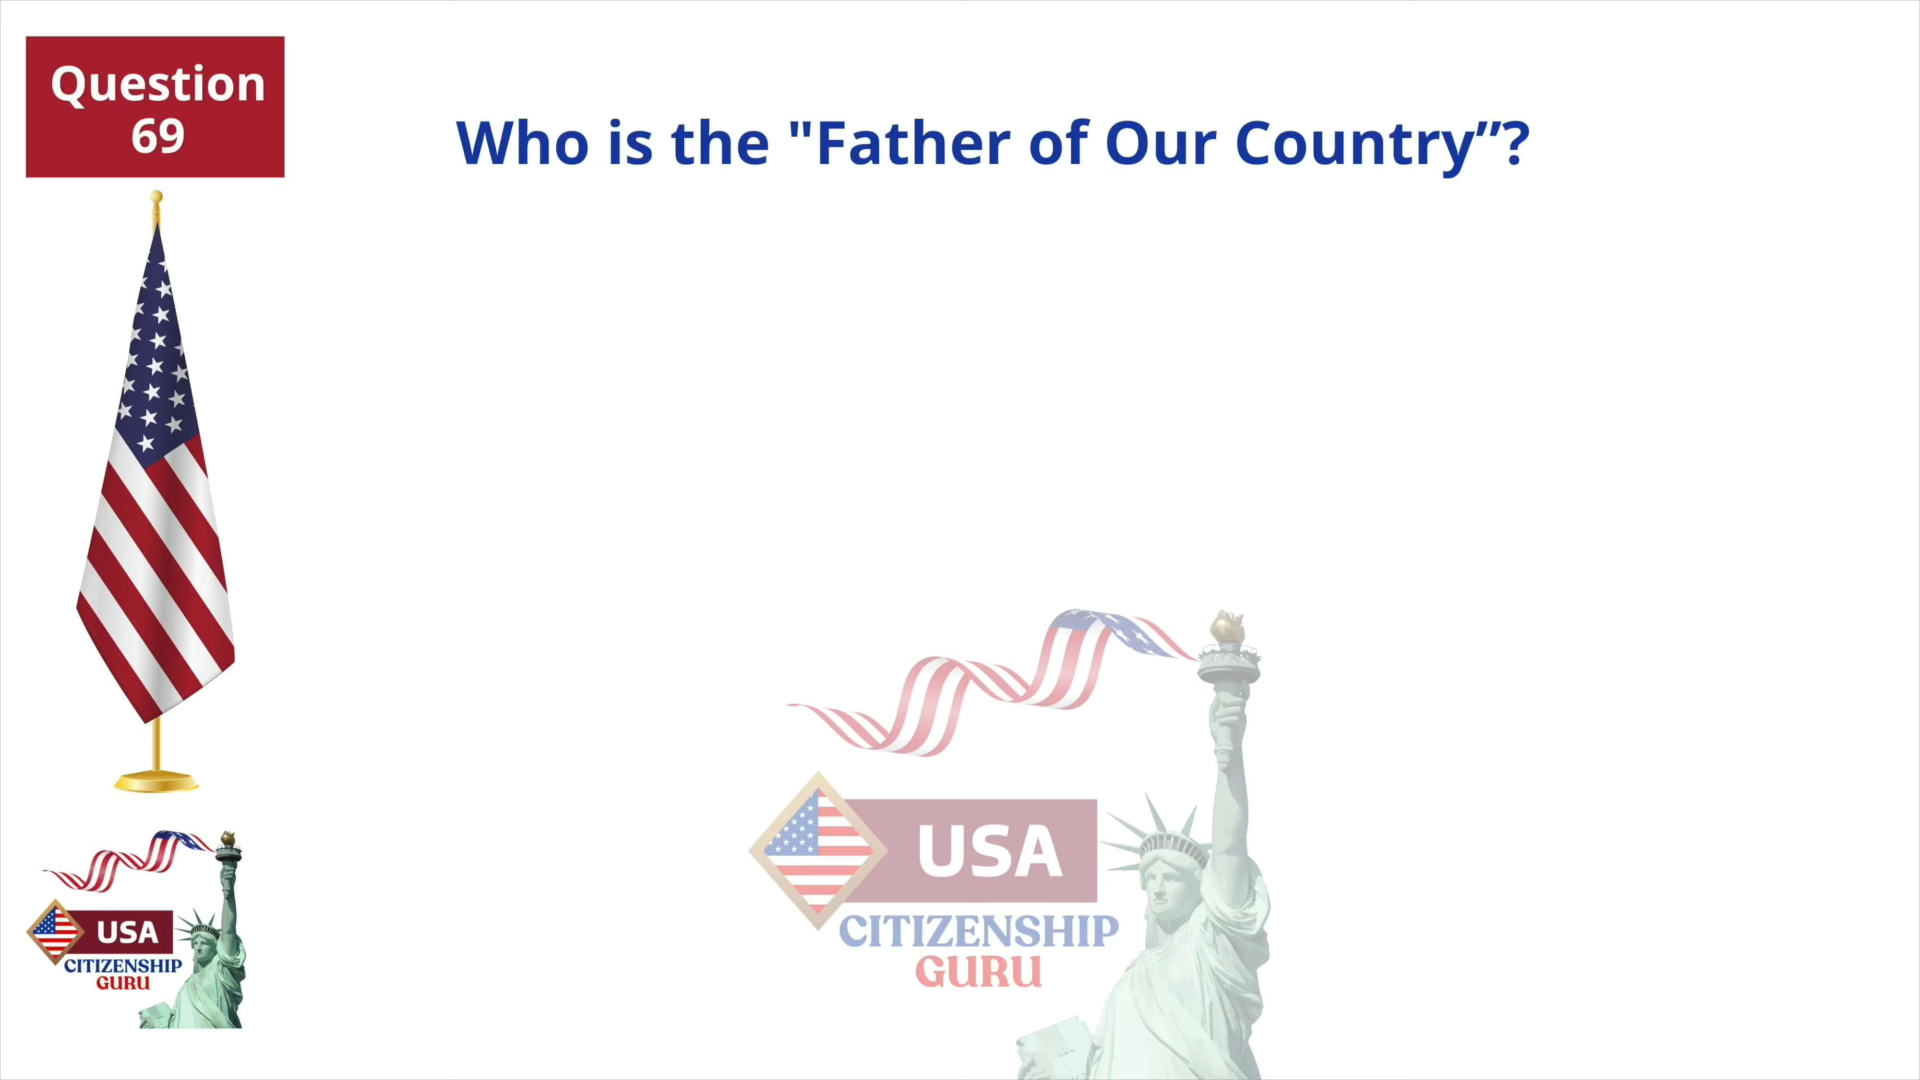 Question
69
Who is the "Father of Our Country”?
USA
CITIZENSHIP
GURU
USA
CITIZENSHIP
GURU